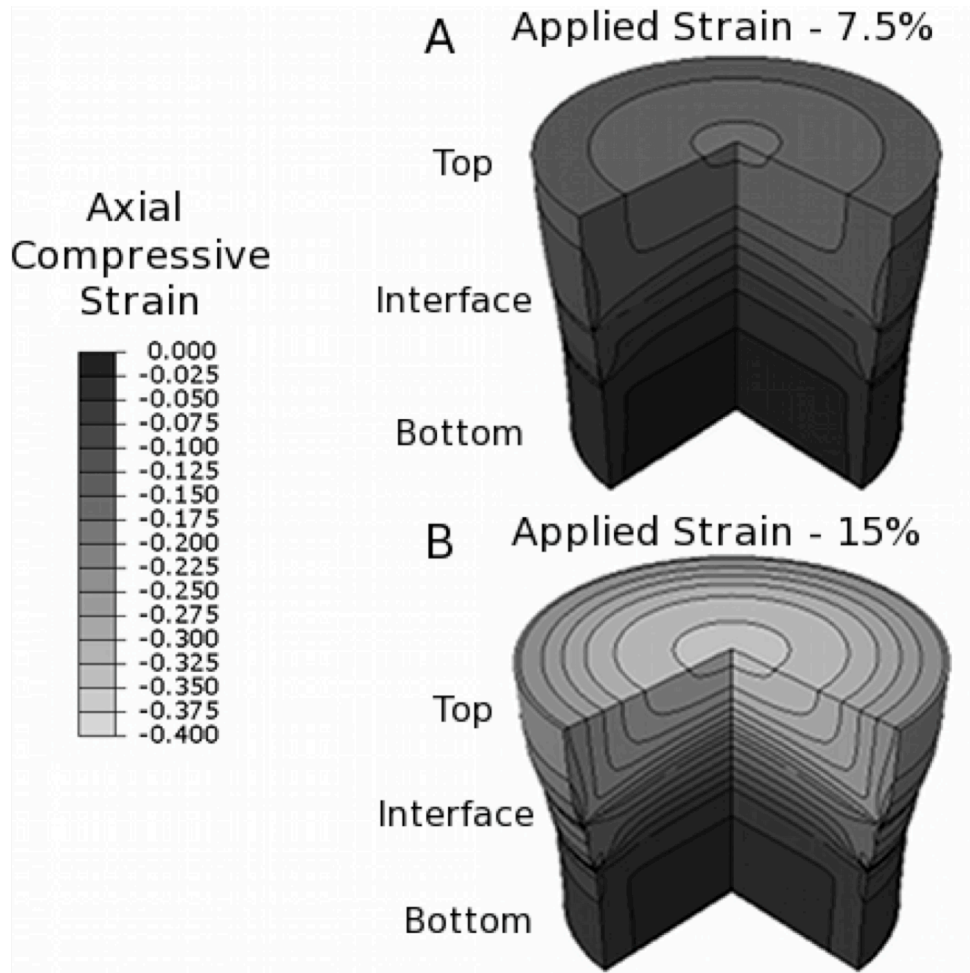 A Applied Strain - 7.5%
Top
Axial
Compressive
Strain
Interface
0.000
-0.025
-0.050
-0.075
-0.100
-0.125
-0.150
-0.175
-0.200
-0.225
-0.250
-0.275
-0.300
-0.325
-0.350
-0.375
-0.400
Bottom
B Applied Strain - 15%
Top
Interface
Bottom